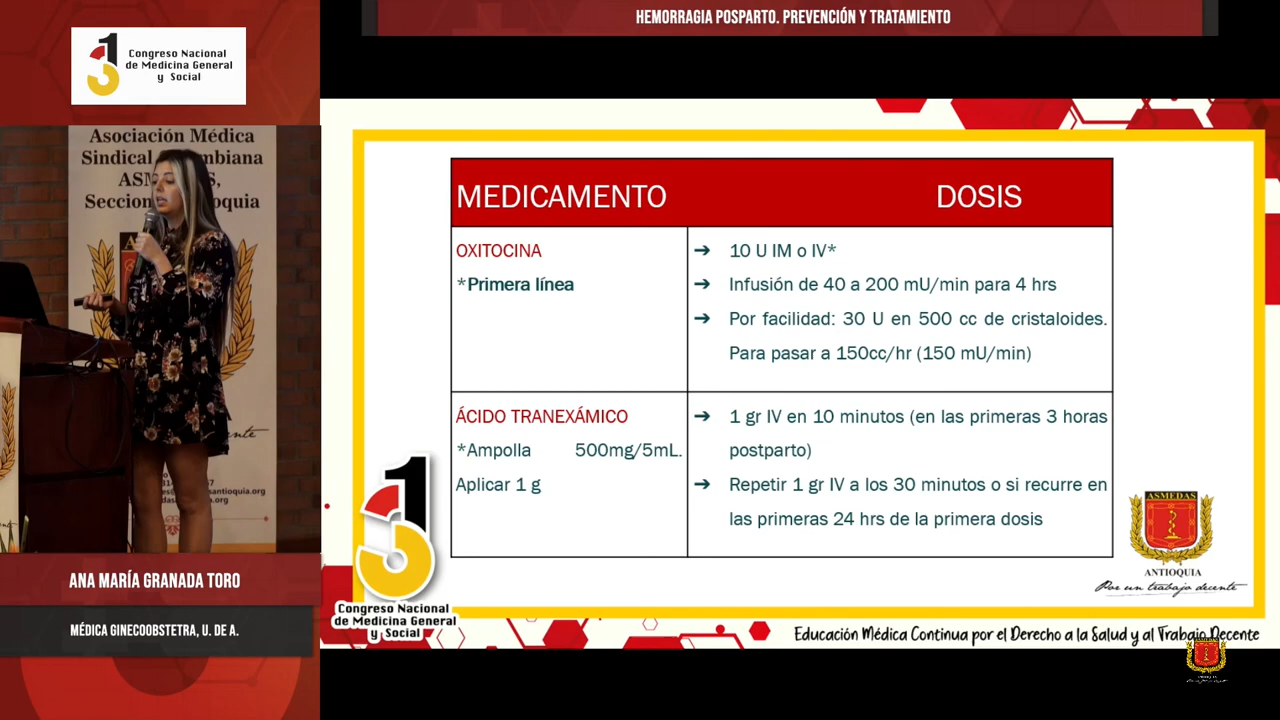 HEMORRAGIA POSPARTO. PREVENCIÓN Y TRATAMIENTO
Congreso Nacional
de Medicina General
y Social
Asociación Médica
Sindical
ANA MARÍA GRANADA TORO
MÉDICA GINECOOBSTETRA, U. DE A.
MEDICAMENTO DOSIS
OXITOCINA
*Primera línea
➔ 10 U IM o IV*
➔ Infusión de 40 a 200 mU/min para 4 hrs
➔ Por facilidad: 30 U en 500 cc de cristaloides.
Para pasar a 150cc/hr (150 mU/min)
ÁCIDO TRANEXÁMICO
*Ampolla 500mg/5mL.
Aplicar 1 g
➔ 1 gr IV en 10 minutos (en las primeras 3 horas
postparto)
➔ Repetir 1 gr IV a los 30 minutos o si recurre en
las primeras 24 hrs de la primera dosis
Congreso Nacional
de Medicina General
y Social
ASMEDAS
ANTIOQUIA
Por un trabajo decente
Educación Médica Continua por el Derecho a la Salud y al Trabajo Decente